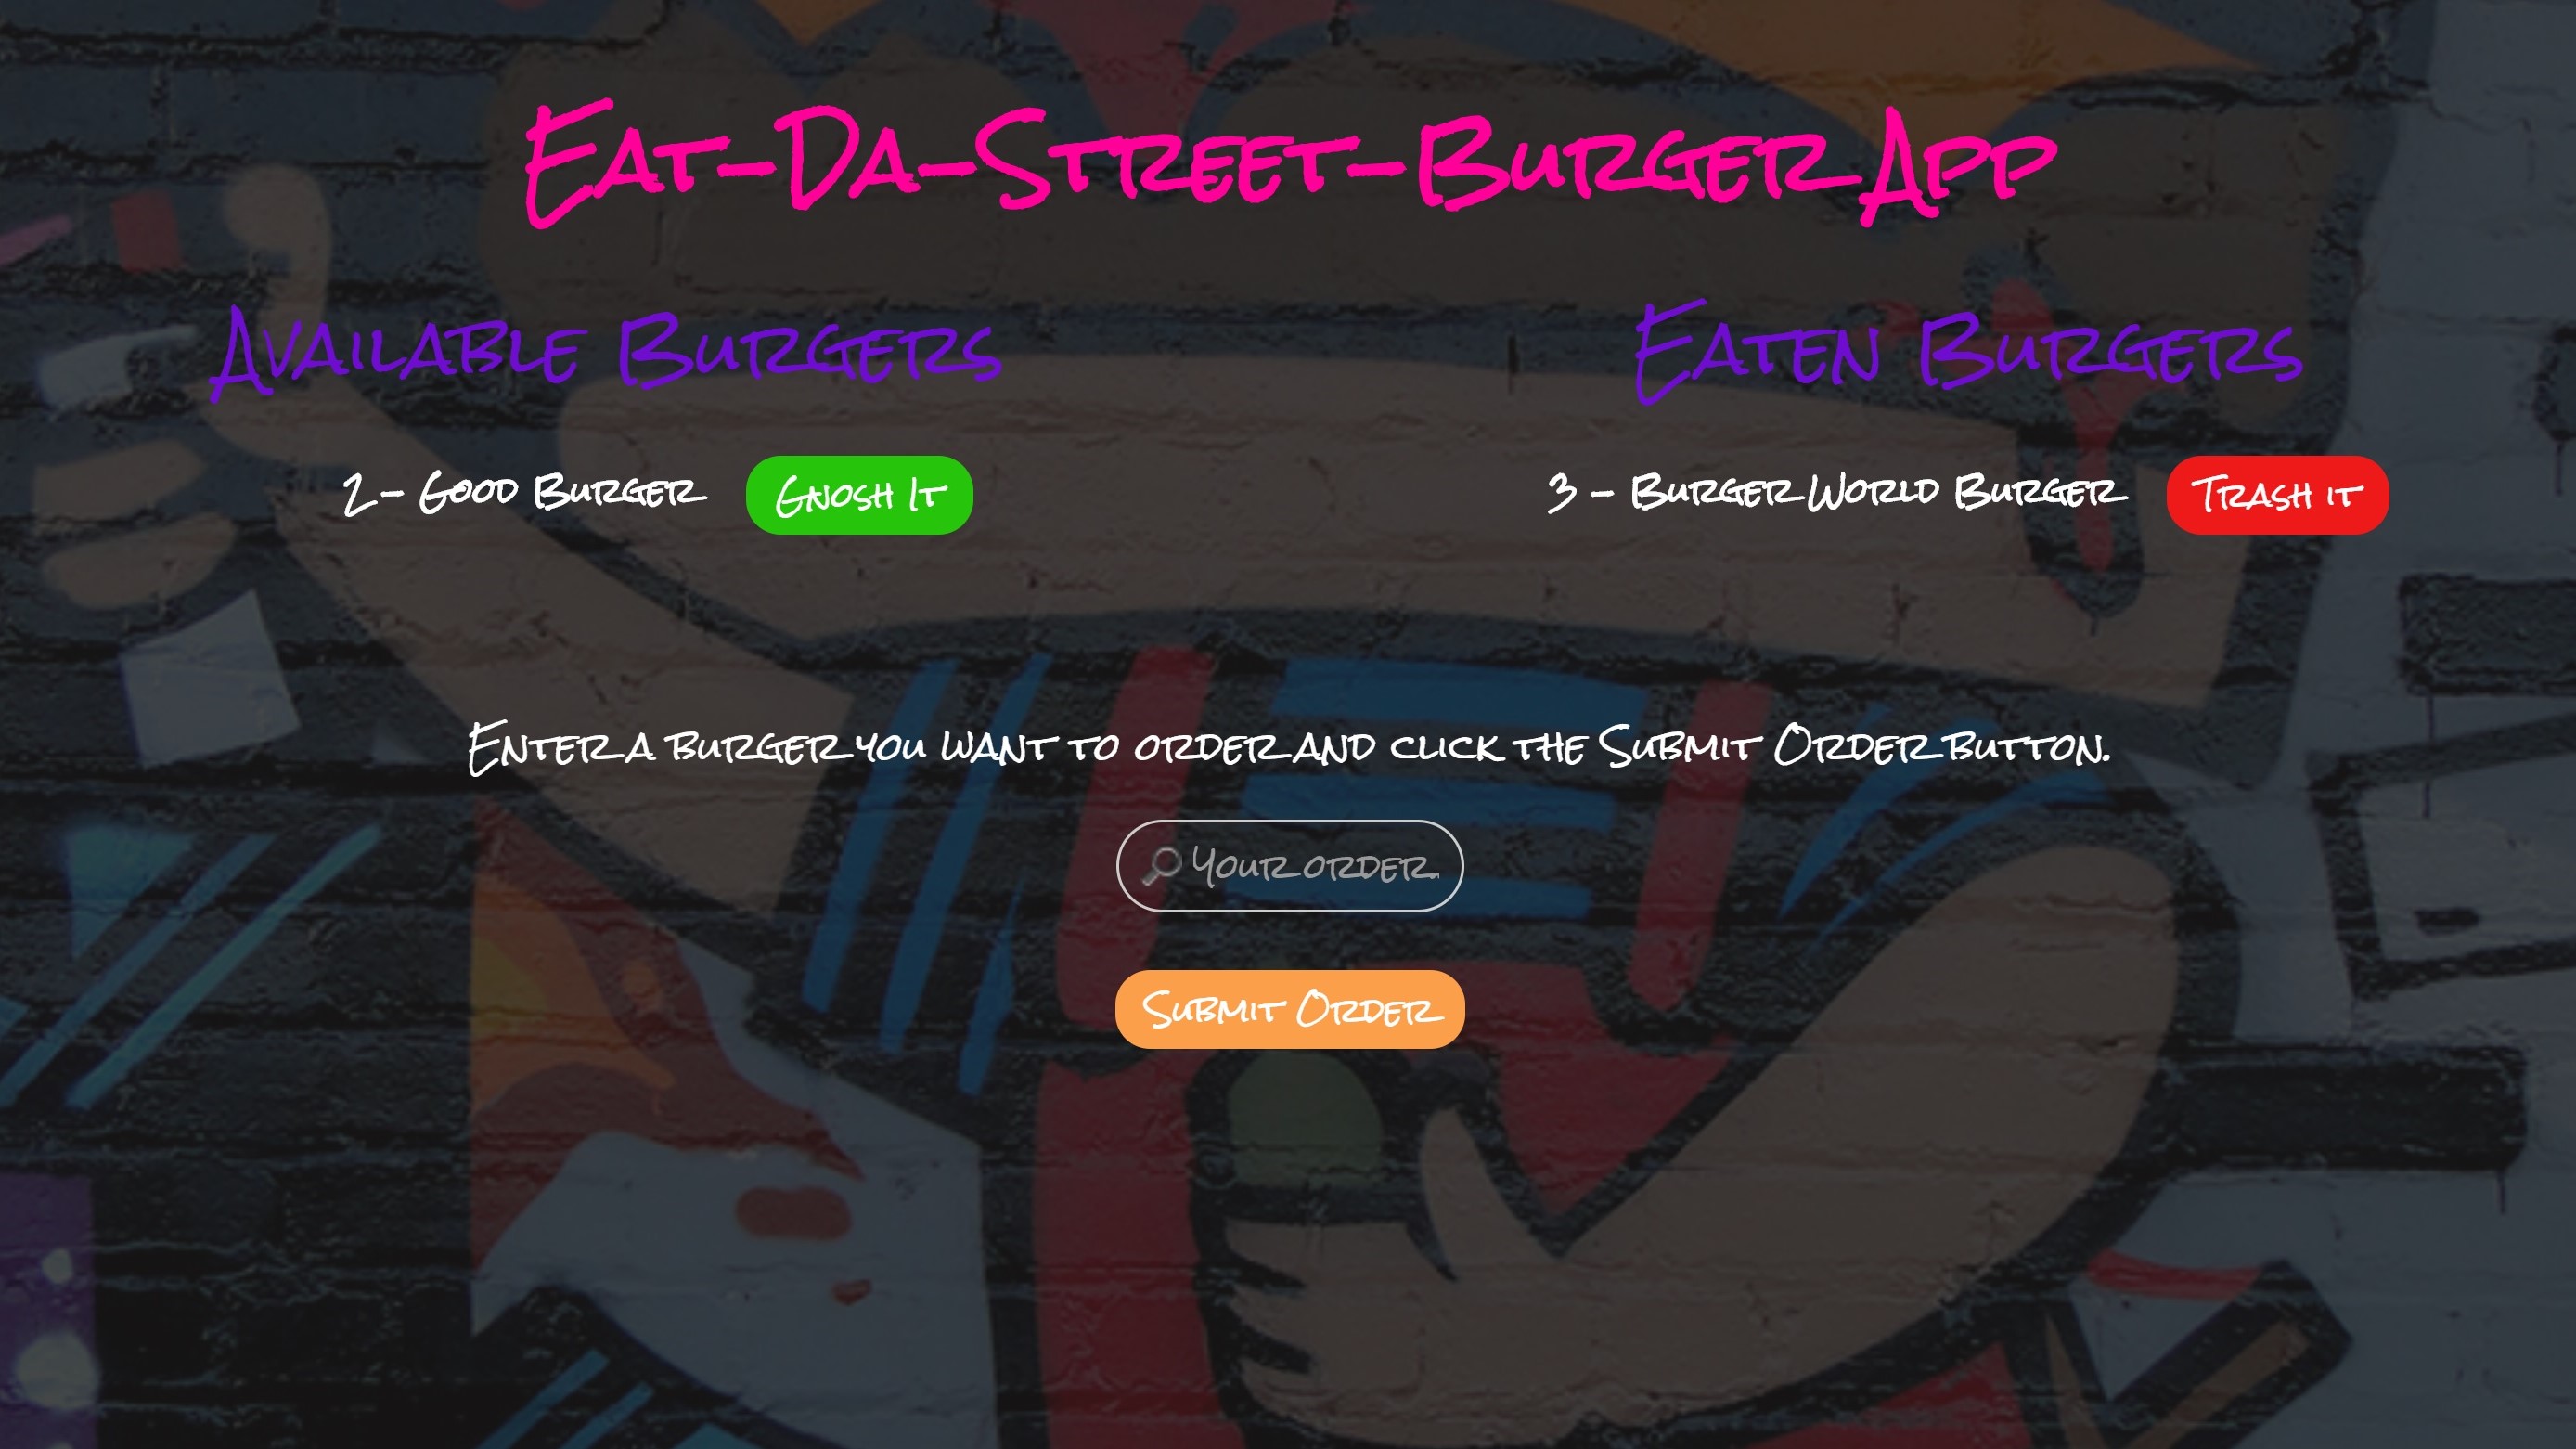 Eat-Da-Street-Burger App
Available Burgers
2 - Good Burger
Gnosh It
Eaten Burgers
3 - Burger World Burger
Trash it
Enter a burger you want to order and click the Submit Order button.
🔎 Your order.
Submit Order